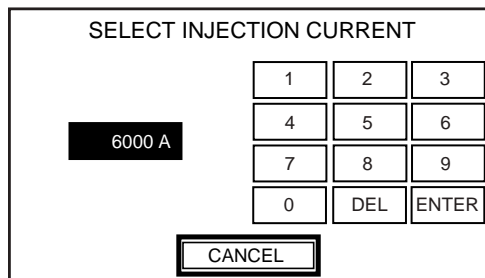 SELECT INJECTION CURRENT
1 2 3
4 5 6
6000 A
7 8 9
0 DEL ENTER
CANCEL